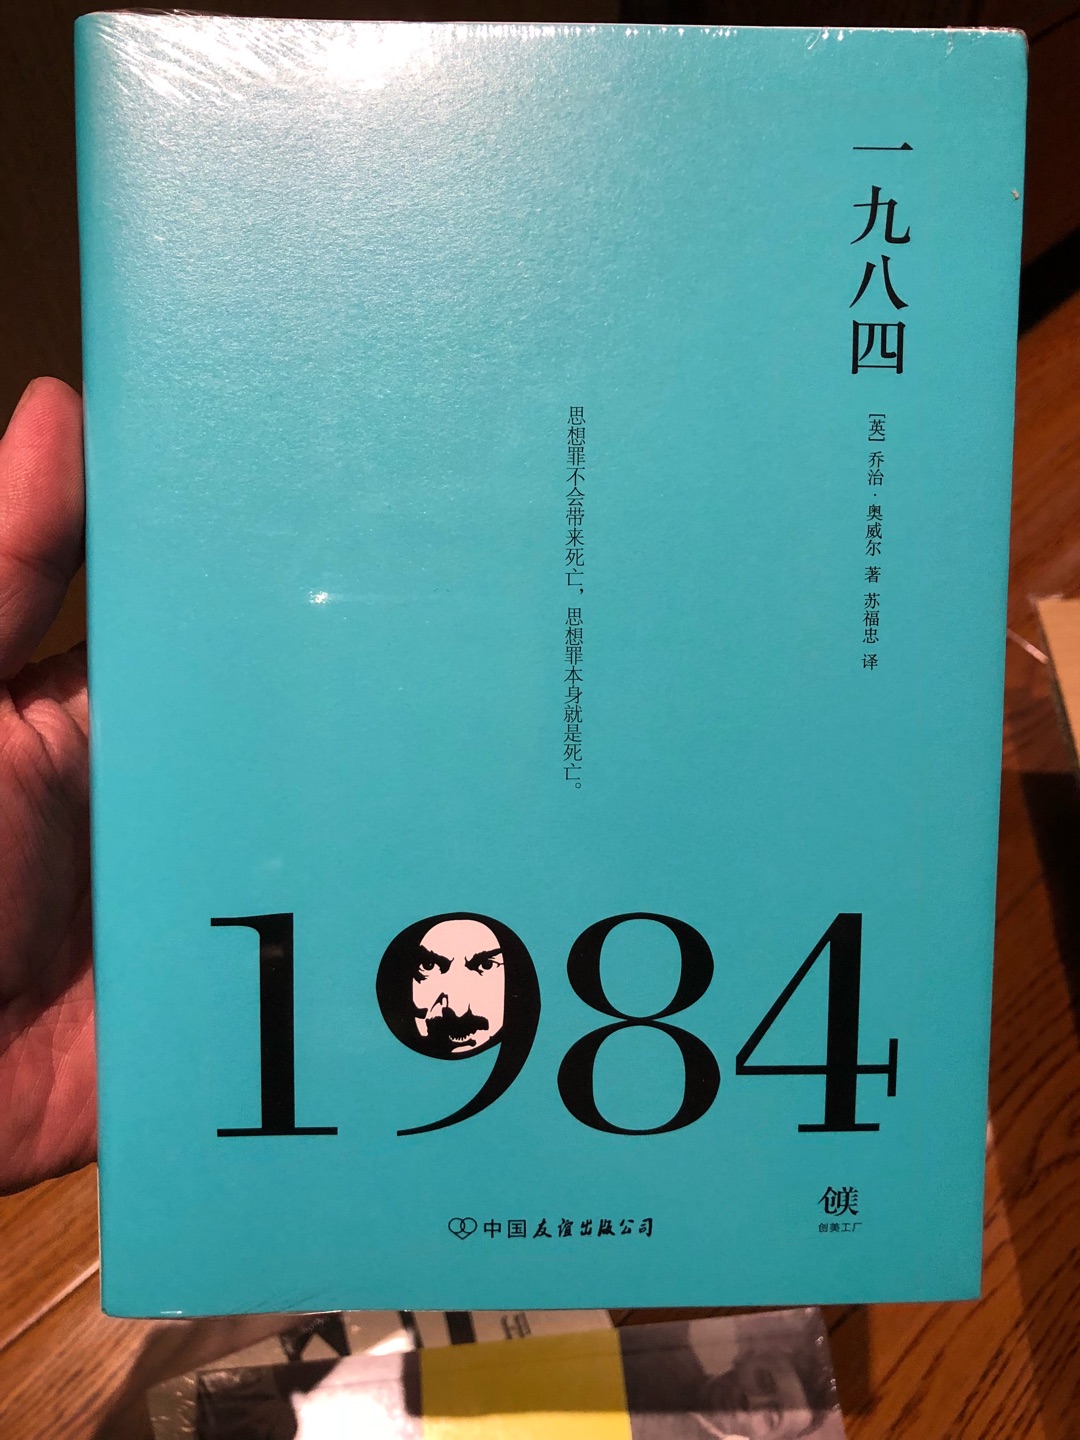 一九八四
[英] 乔治·奥威尔 著 苏福忠 译
思想罪不会带来死亡，思想罪本身就是死亡。
1984
中国友谊出版公司
创美
创美工厂